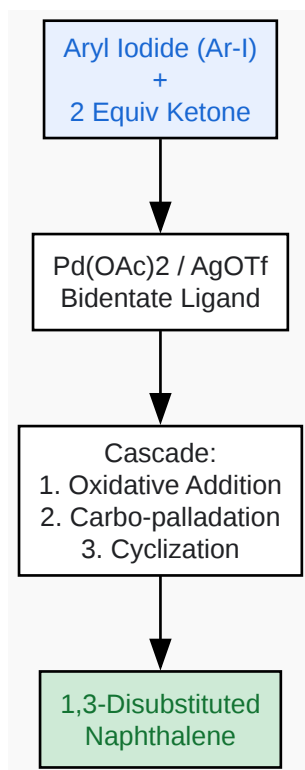 Aryl Iodide (Ar-I)
+
2 Equiv Ketone
Pd(OAc)2 / AgOTf
Bidentate Ligand
Cascade:
1. Oxidative Addition
2. Carbo-palladation
3. Cyclization
1,3-Disubstituted
Naphthalene